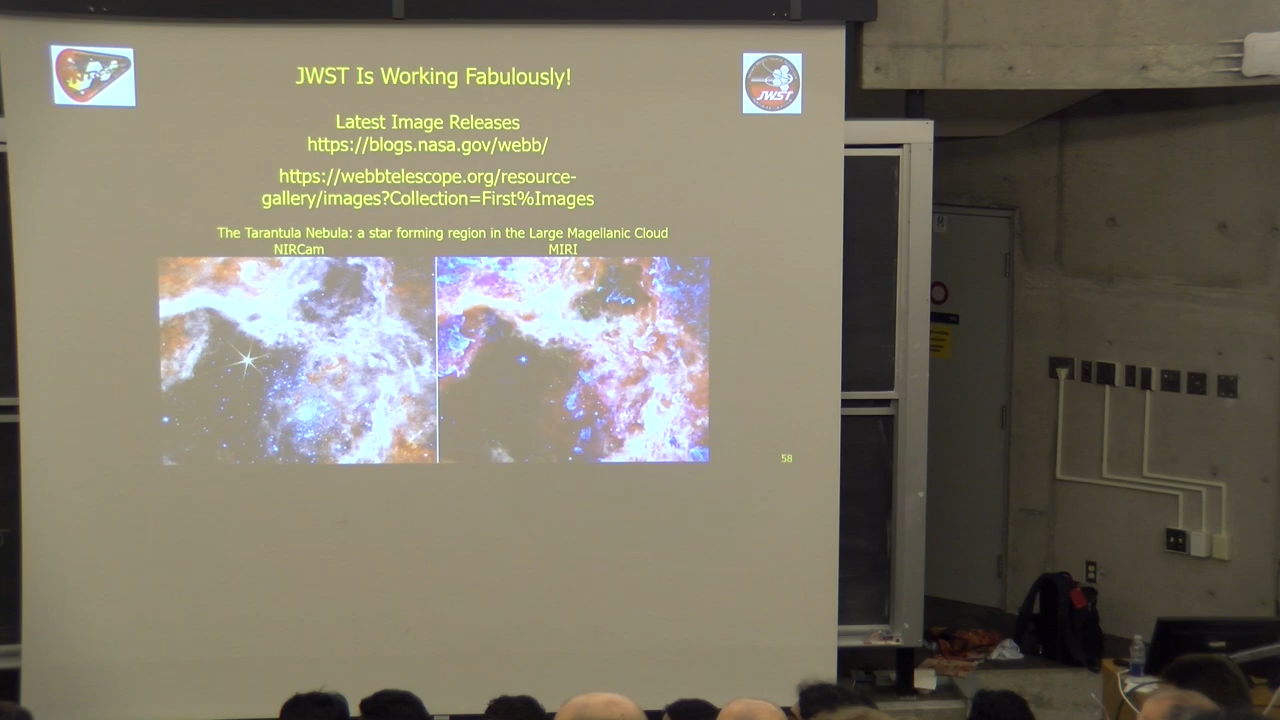 JWST Is Working Fabulously!
JWST
Latest Image Releases
https://blogs.nasa.gov/webb/
https://webbtelescope.org/resource-
gallery/images?Collection=First%Images
The Tarantula Nebula: a star forming region in the Large Magellanic Cloud
NIRCam
MIRI
58